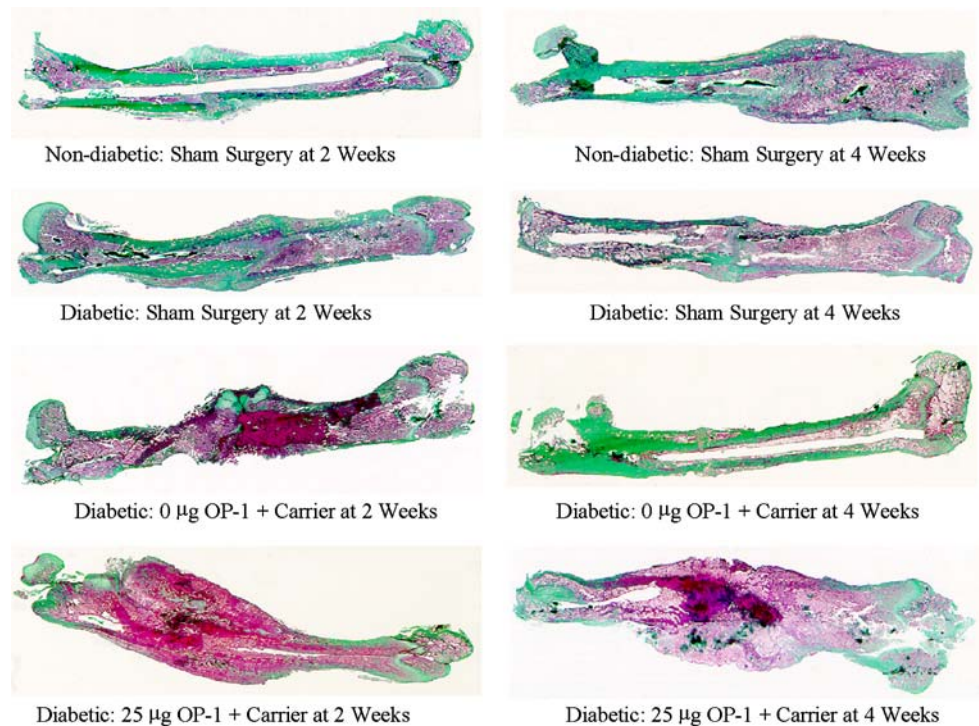 Non-diabetic: Sham Surgery at 2 Weeks
Non-diabetic: Sham Surgery at 4 Weeks
Diabetic: Sham Surgery at 2 Weeks
Diabetic: Sham Surgery at 4 Weeks
Diabetic: 0 μg OP-1 + Carrier at 2 Weeks
Diabetic: 0 μg OP-1 + Carrier at 4 Weeks
Diabetic: 25 μg OP-1 + Carrier at 2 Weeks
Diabetic: 25 μg OP-1 + Carrier at 4 Weeks